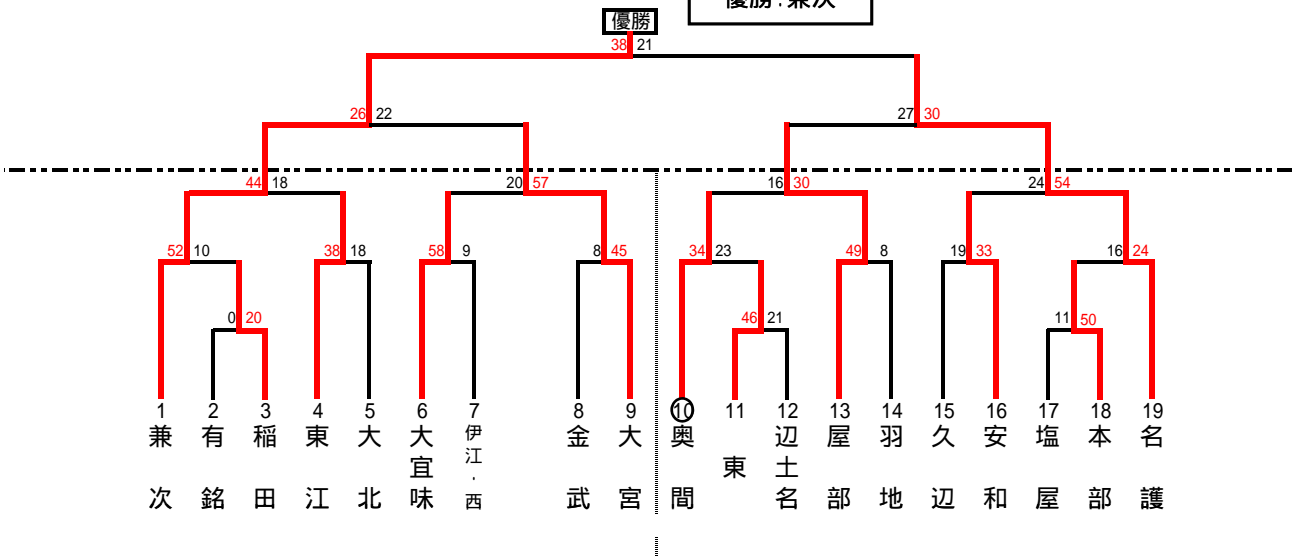 優勝:兼次
優勝
38 21
26 22 27 30
44 18 20 57 16 30 24 54
52 10 38 18 58 9 8 45 34 23 49 8 19 33 16 24
0 20 46 21 11 50
1 2 3 4 5 6 7 8 9 10 11 12 13 14 15 16 17 18 19
兼次
有銘
稲田
東江
大北
大宜味
伊江・西
金武
大宮
奥間
東
辺土名
屋部
羽地
久辺
安和
塩屋
本部
名護